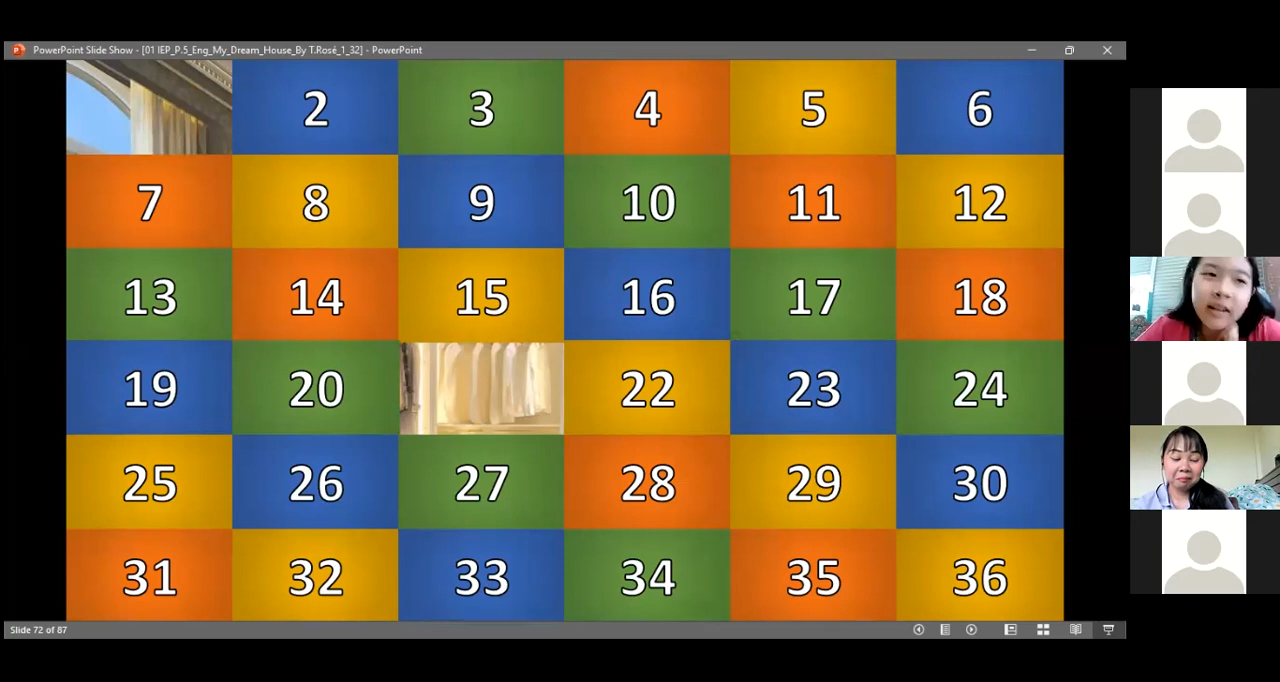 PowerPoint Slide Show - [01 IEP_P.5_Eng_My_Dream_House_By T.Rosé_1_32] - PowerPoint
2 3 4 5 6
7 8 9 10 11 12
13 14 15 16 17 18
19 20 22 23 24
25 26 27 28 29 30
31 32 33 34 35 36
Slide 72 of 87